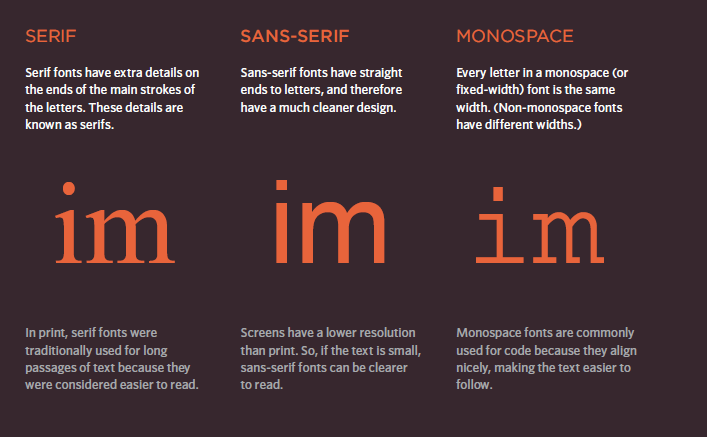 SERIF
Serif fonts have extra details on
the ends of the main strokes of
the letters. These details are
known as serifs.
im
In print, serif fonts were
traditionally used for long
passages of text because they
were considered easier to read.
SANS-SERIF
Sans-serif fonts have straight
ends to letters, and therefore
have a much cleaner design.
im
Screens have a lower resolution
than print. So, if the text is small,
sans-serif fonts can be clearer
to read.
MONOSPACE
Every letter in a monospace (or
fixed-width) font is the same
width. (Non-monospace fonts
have different widths.)
im
Monospace fonts are commonly
used for code because they align
nicely, making the text easier to
follow.